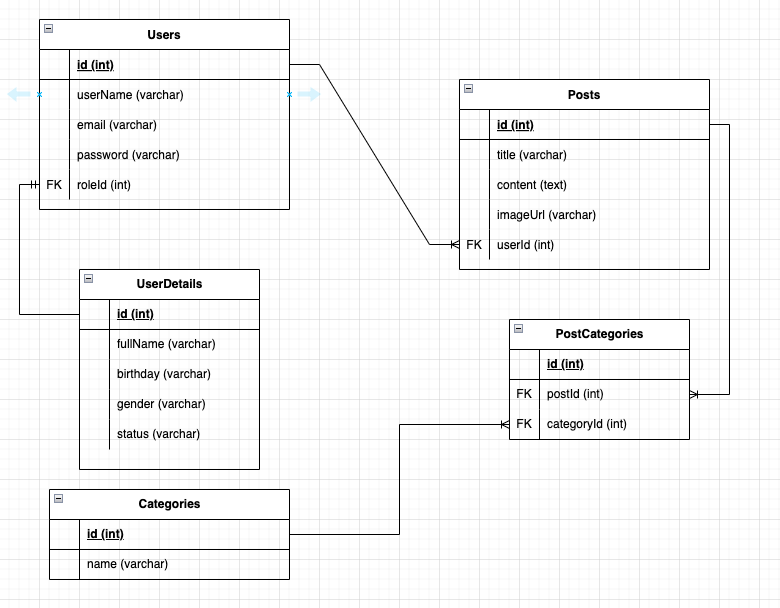 Users
id (int)
userName (varchar)
email (varchar)
password (varchar)
FK roleId (int)
Posts
id (int)
title (varchar)
content (text)
imageUrl (varchar)
FK userId (int)
UserDetails
id (int)
fullName (varchar)
birthday (varchar)
gender (varchar)
status (varchar)
PostCategories
id (int)
FK postId (int)
FK categoryId (int)
Categories
id (int)
name (varchar)